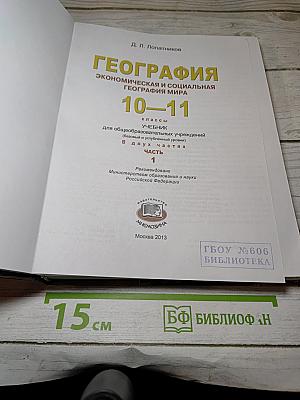 Д. Л. Лопатников
ГЕОГРАФИЯ
ЭКОНОМИЧЕСКАЯ И СОЦИАЛЬНАЯ
ГЕОГРАФИЯ МИРА
10—11
классы
УЧЕБНИК
для общеобразовательных учреждений
(базовый и углублённый уровни)
В двух частях
ЧАСТЬ
1
Рекомендовано
Министерством образования и науки
Российской Федерации
ИЗДАТЕЛЬСТВО
МНЕМОЗИНА
Москва 2013
ГБОУ №606
БИБЛИОТЕКА
15 см
БФ БИБЛИОФ Н